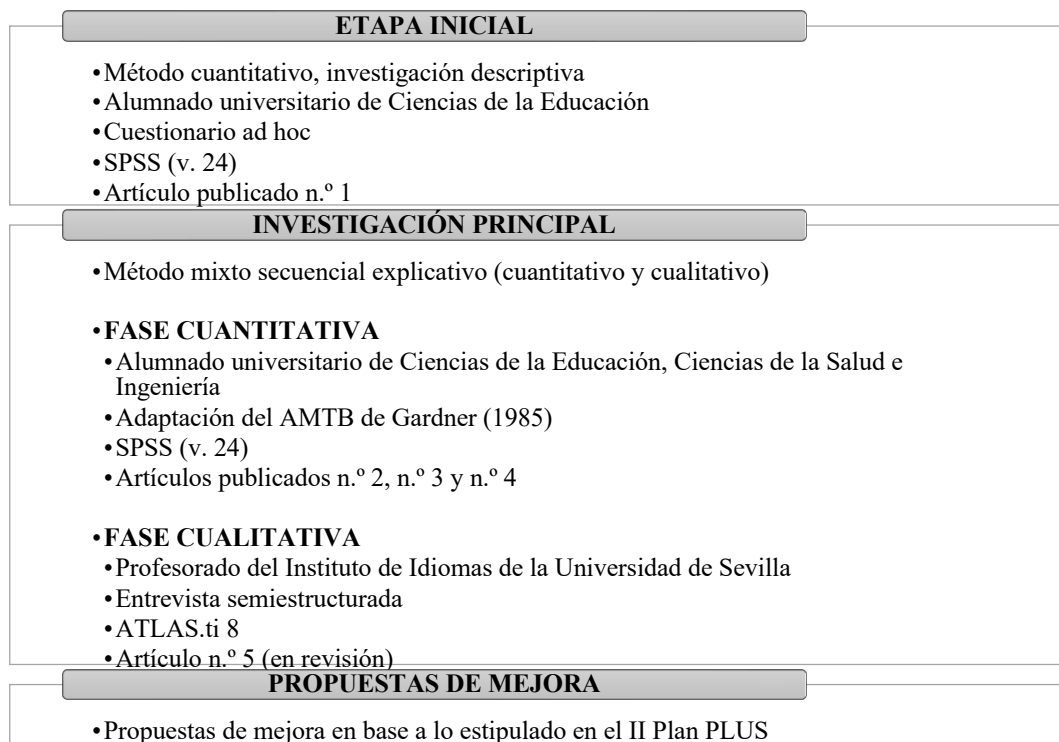 ETAPA INICIAL
•Método cuantitativo, investigación descriptiva
•Alumnado universitario de Ciencias de la Educación
•Cuestionario ad hoc
•SPSS (v. 24)
•Artículo publicado n.º 1
INVESTIGACIÓN PRINCIPAL
•Método mixto secuencial explicativo (cuantitativo y cualitativo)
•FASE CUANTITATIVA
•Alumnado universitario de Ciencias de la Educación, Ciencias de la Salud e
Ingeniería
•Adaptación del AMTB de Gardner (1985)
•SPSS (v. 24)
•Artículos publicados n.º 2, n.º 3 y n.º 4
•FASE CUALITATIVA
•Profesorado del Instituto de Idiomas de la Universidad de Sevilla
•Entrevista semiestructurada
•ATLAS.ti 8
•Artículo n.º 5 (en revisión)
PROPUESTAS DE MEJORA
•Propuestas de mejora en base a lo estipulado en el II Plan PLUS